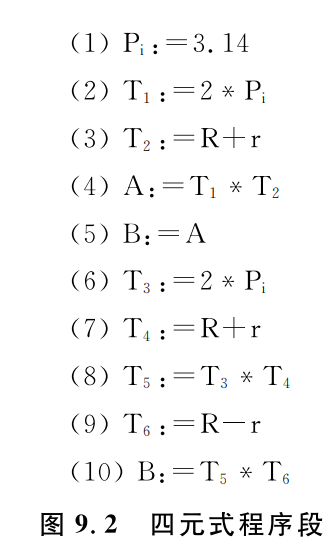 (1) Pᵢ:=3.14
(2) T₁:=2*Pᵢ
(3) T₂:=R+r
(4) A:=T₁*T₂
(5) B:=A
(6) T₃:=2*Pᵢ
(7) T₄:=R+r
(8) T₅:=T₃*T₄
(9) T₆:=R-r
(10) B:=T₅*T₆
图 9.2 四元式程序段